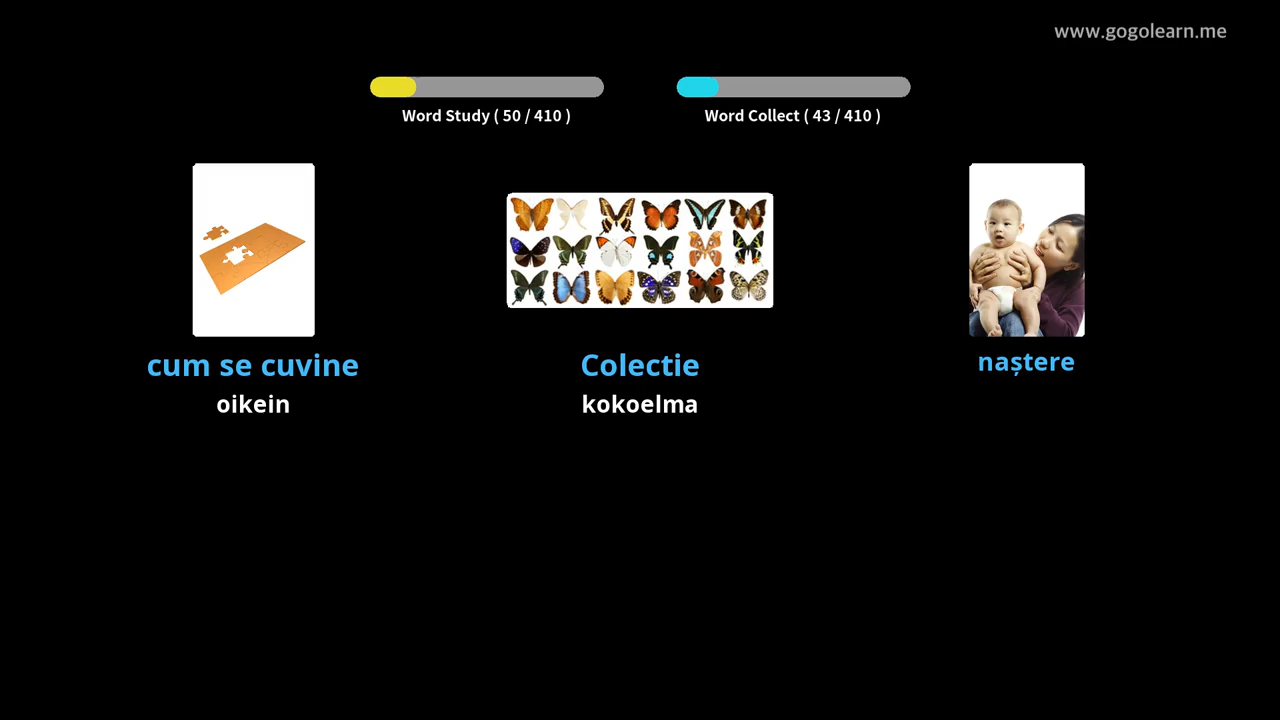 www.gogolearn.me
Word Study ( 50 / 410 )
Word Collect ( 43 / 410 )
cum se cuvine
oikein
Colectie
kokoelma
naștere